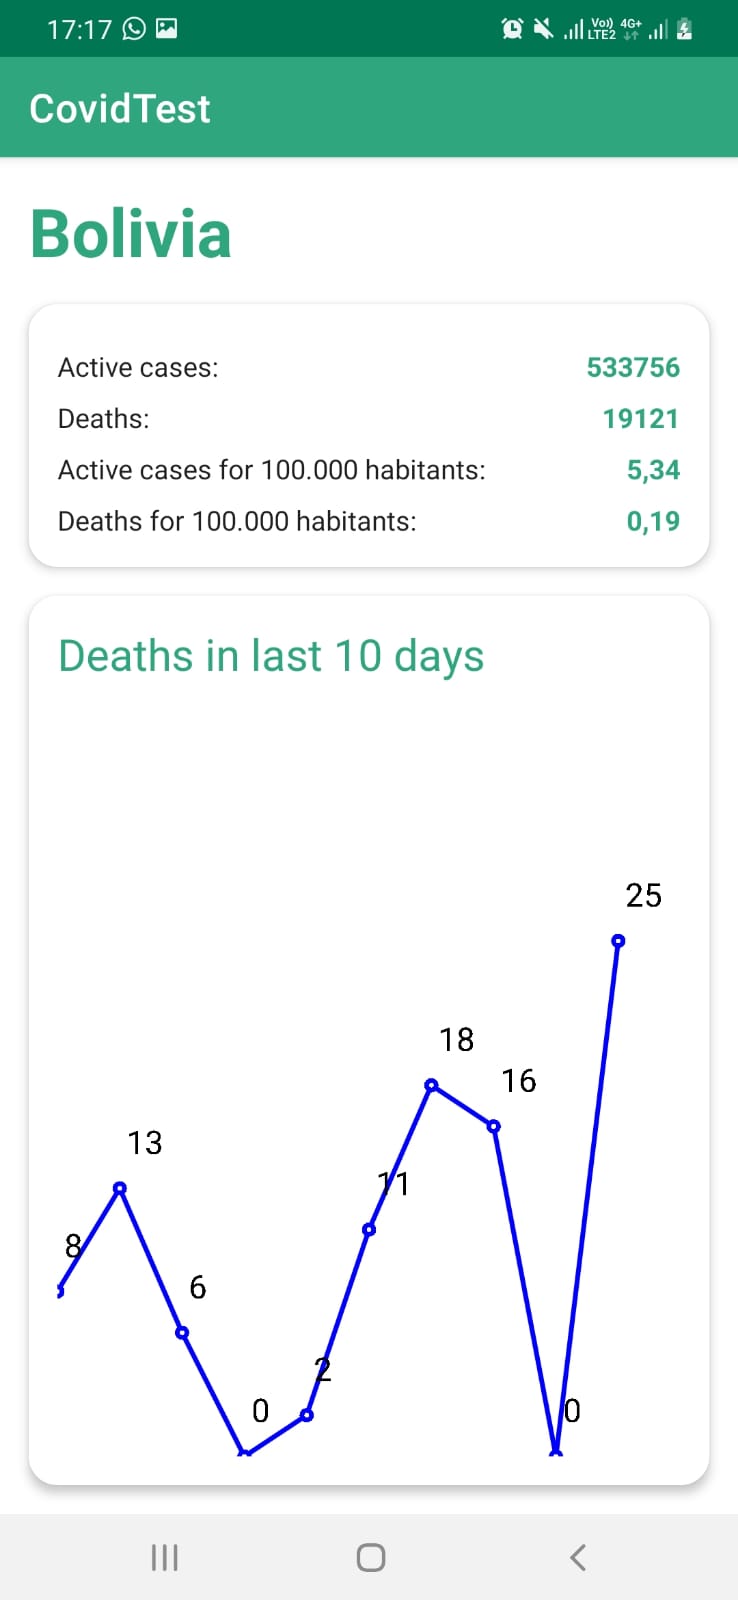 17:17 Vo)) LTE2 4G+
CovidTest
Bolivia
Active cases: 533756
Deaths: 19121
Active cases for 100.000 habitants: 5,34
Deaths for 100.000 habitants: 0,19
Deaths in last 10 days
8
13
6
0
2
11
18
16
0
25